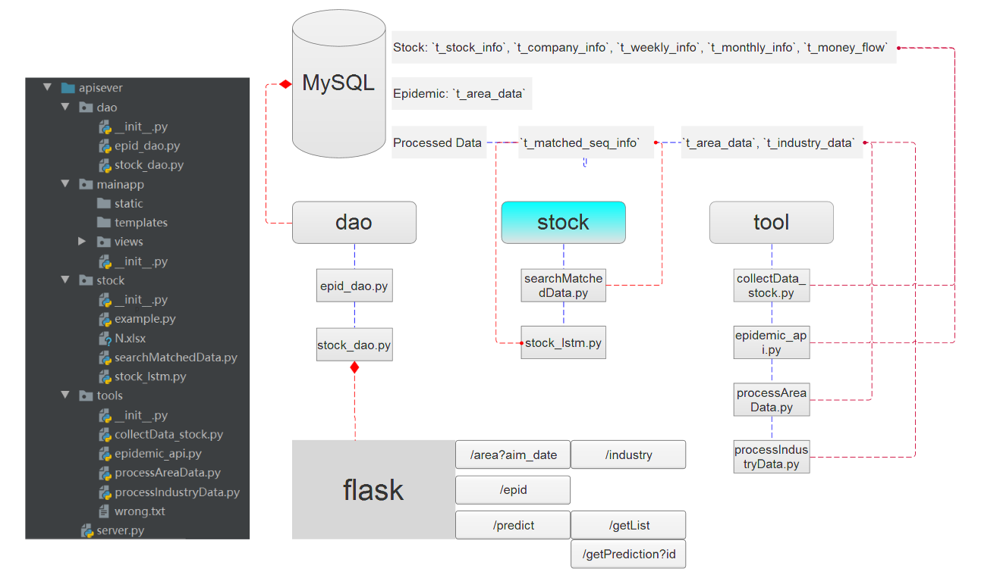 apisever
dao
__init__.py
epid_dao.py
stock_dao.py
mainapp
static
templates
views
__init__.py
stock
__init__.py
example.py
N.xlsx
searchMatchedData.py
stock_lstm.py
tools
__init__.py
collectData_stock.py
epidemic_api.py
processAreaData.py
processIndustryData.py
wrong.txt
server.py
MySQL
Stock: `t_stock_info`, `t_company_info`, `t_weekly_info`, `t_monthly_info`, `t_money_flow`
Epidemic: `t_area_data`
Processed Data
`t_matched_seq_info`
`t_area_data`, `t_industry_data`
dao
epid_dao.py
stock_dao.py
stock
searchMatche
dData.py
stock_lstm.py
tool
collectData_
stock.py
epidemic_ap
i.py
processArea
Data.py
processIndus
tryData.py
flask
/area?aim_date
/industry
/epid
/predict
/getList
/getPrediction?id